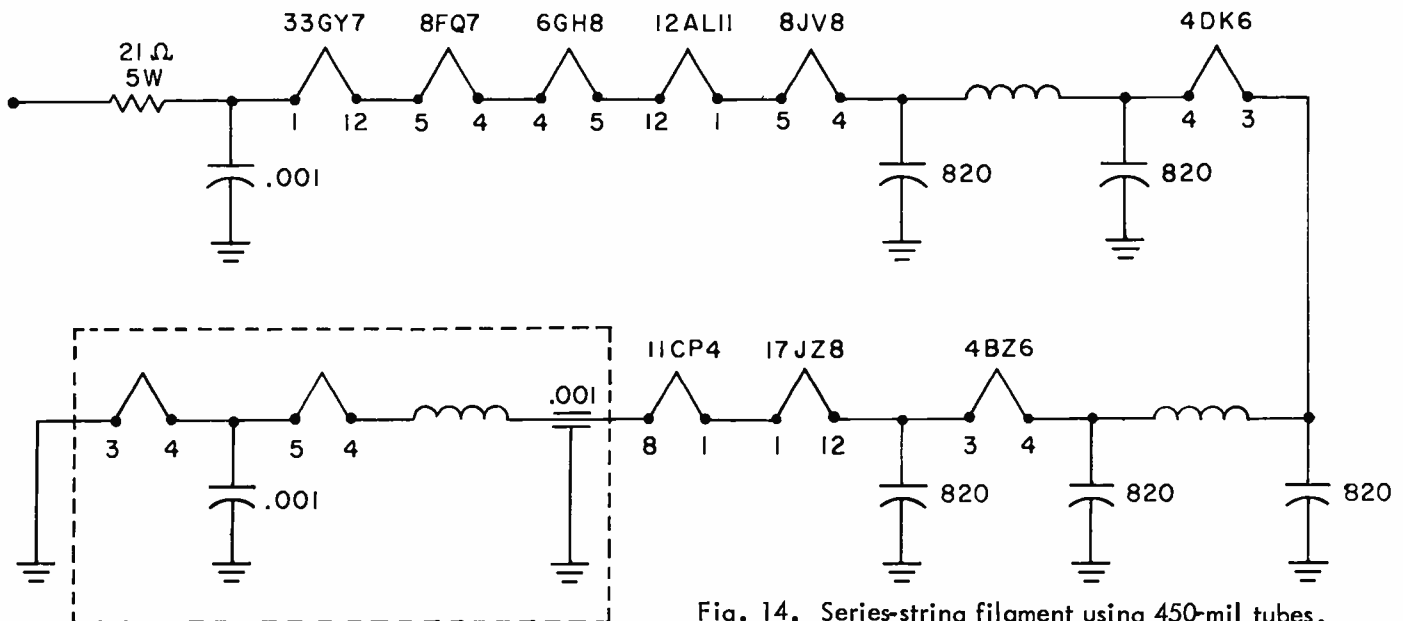 33GY7 8FQ7 6GH8 12AL11 8JV8 4DK6
21 Ω
5W
1 12 5 4 4 5 12 1 5 4 4 3
.001 820 820
11CP4 17JZ8 4BZ6
.001
3 4 5 4 8 1 1 12 3 4
.001 820 820 820
Fig. 14. Series-string filament using 450-mil tubes.